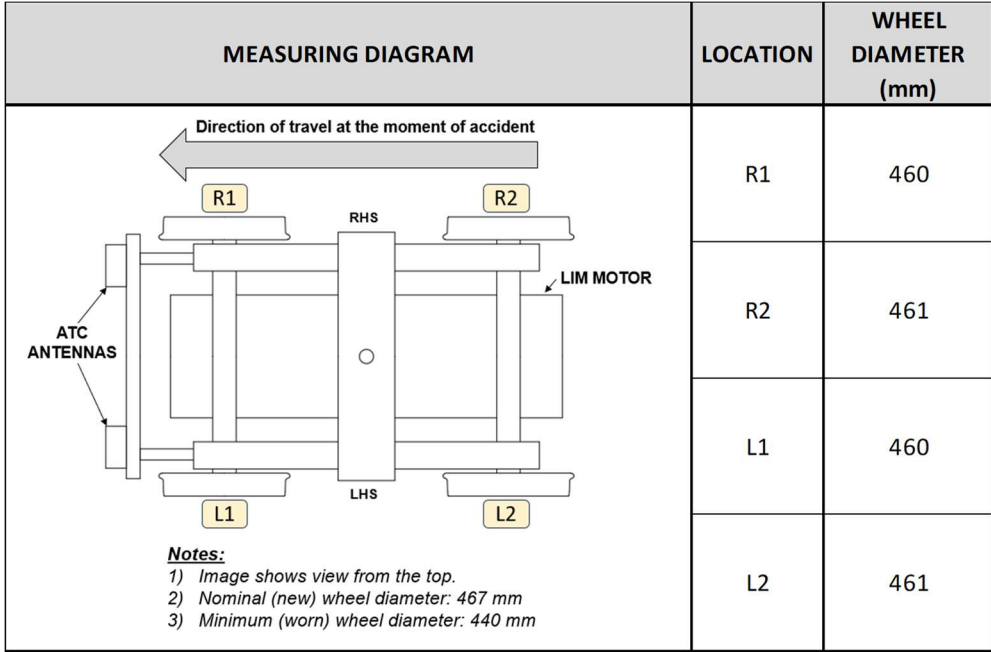 MEASURING DIAGRAM
LOCATION
WHEEL
DIAMETER
(mm)
Direction of travel at the moment of accident
R1
R2
RHS
LIM MOTOR
ATC
ANTENNAS
LHS
L1
L2
Notes:
1) Image shows view from the top.
2) Nominal (new) wheel diameter: 467 mm
3) Minimum (worn) wheel diameter: 440 mm
R1 460
R2 461
L1 460
L2 461